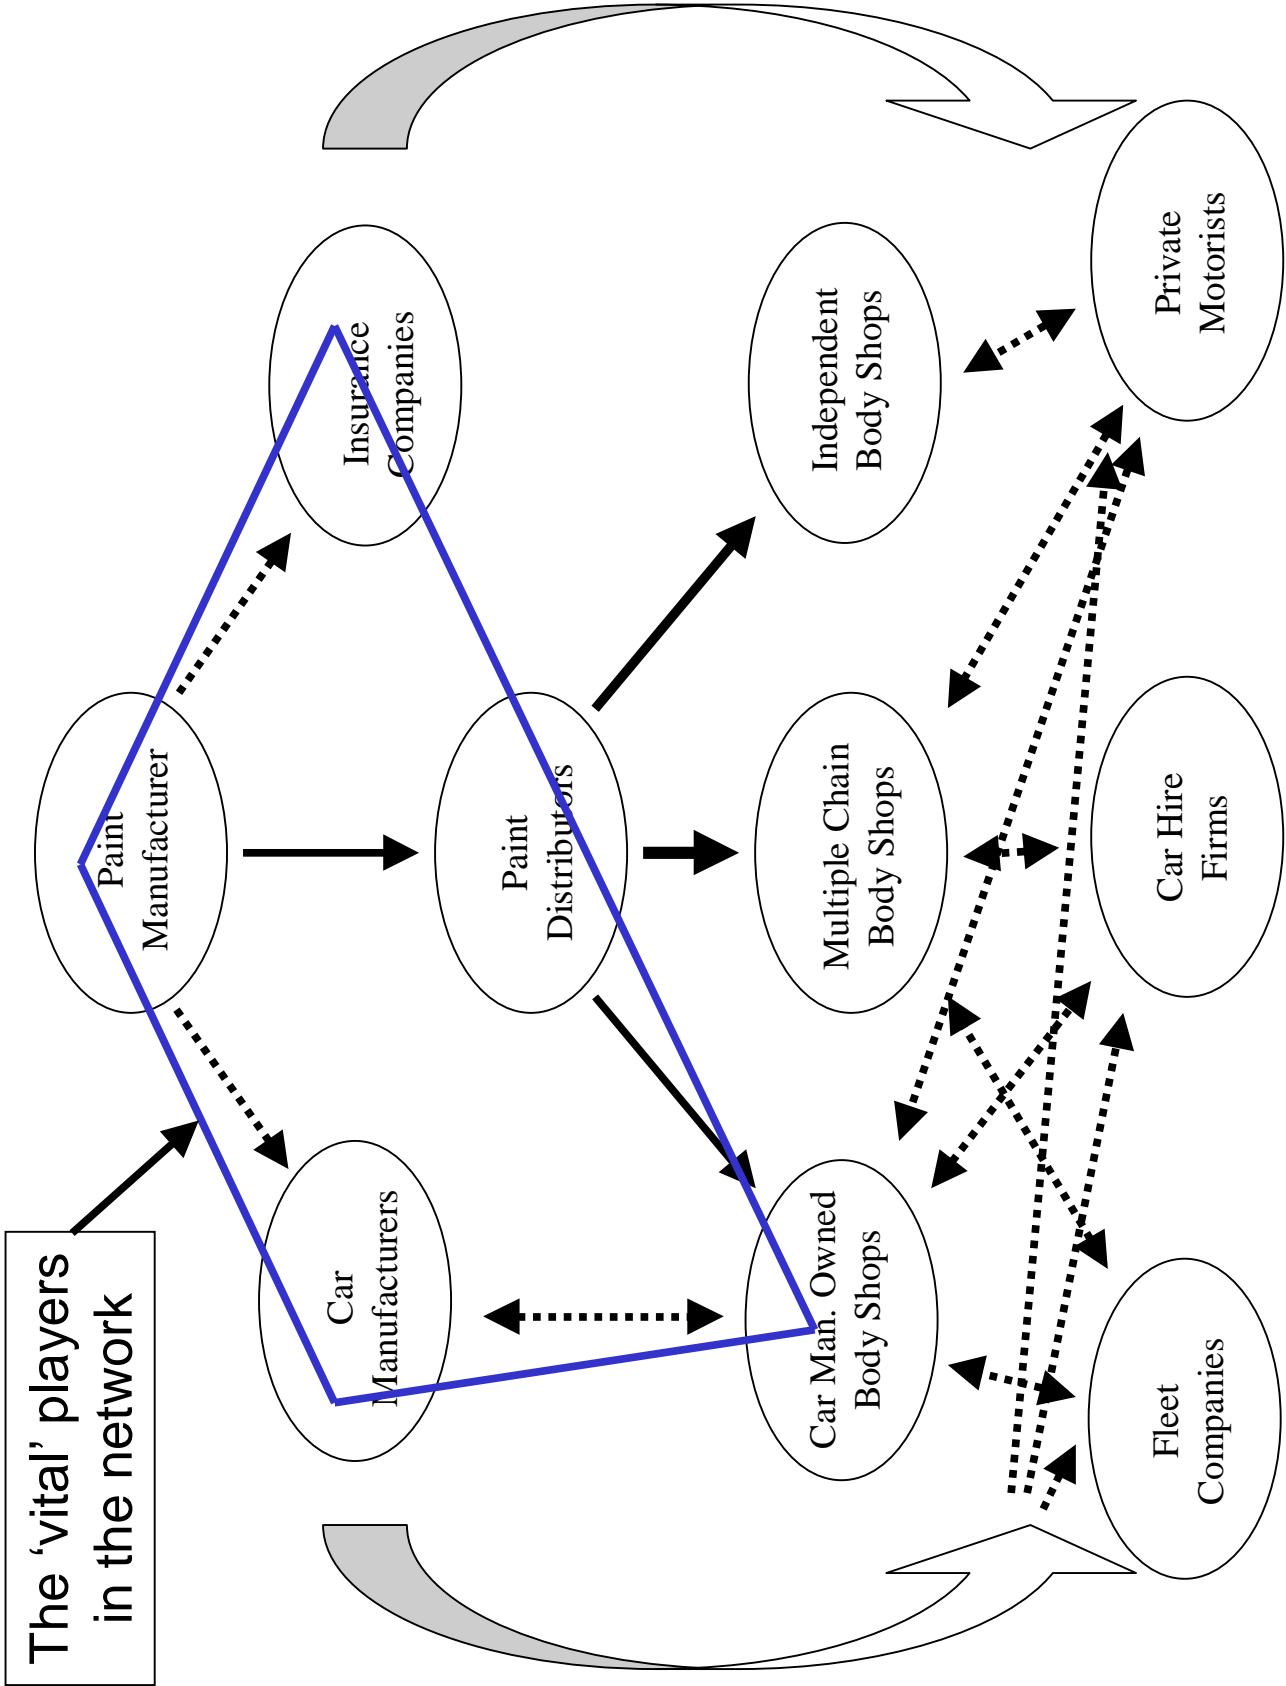 The ‘vital’ players
in the network
Paint
Manufacturer
Car
Manufacturers
Insurance
Companies
Paint
Distributors
Car Man. Owned
Body Shops
Multiple Chain
Body Shops
Independent
Body Shops
Fleet
Companies
Car Hire
Firms
Private
Motorists